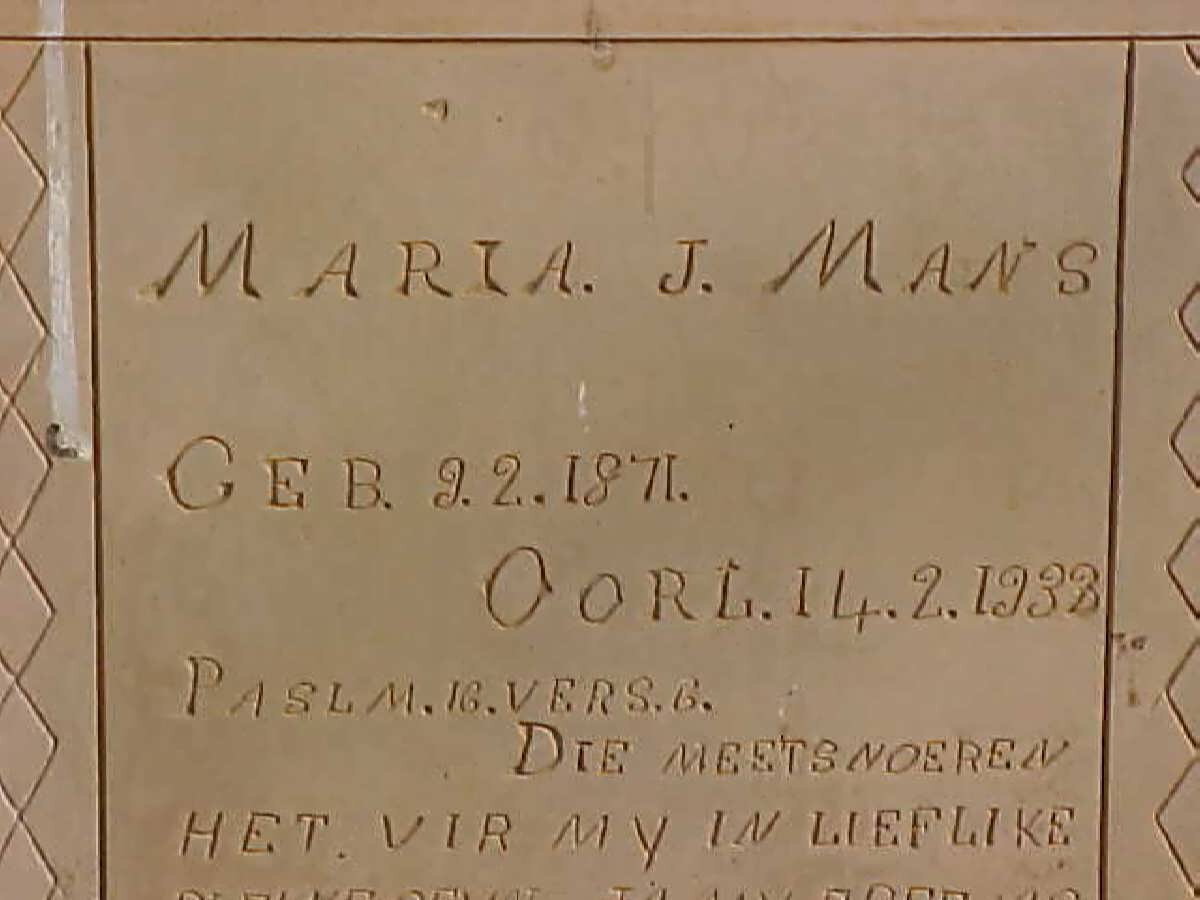 MARIA. J. MANS
GEB. 9.2.1871.
OORL. 14.2.1933
PASLM.16.VERS.6.
DIE MEETSNOEREN
HET. VIR MY IN LIEFLIKE